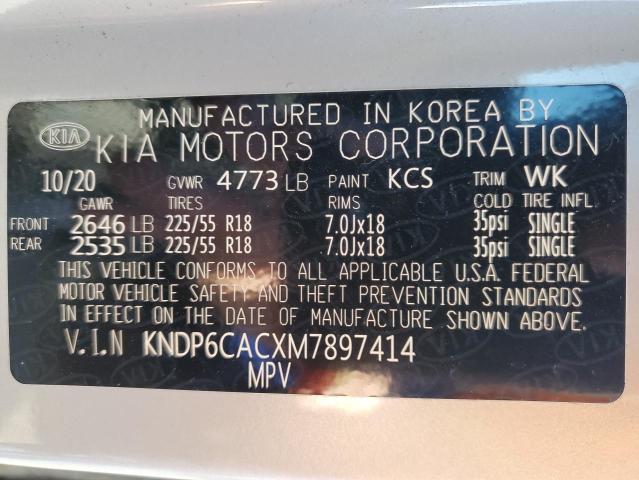 MANUFACTURED IN KOREA BY
KIA KIA MOTORS CORPORATION
10/20 GVWR 4773 LB PAINT KCS TRIM WK
GAWR TIRES RIMS COLD TIRE INFL.
FRONT 2646 LB 225/55 R18 7.0Jx18 35psi SINGLE
REAR 2535 LB 225/55 R18 7.0Jx18 35psi SINGLE
THIS VEHICLE CONFORMS TO ALL APPLICABLE U.S.A. FEDERAL
MOTOR VEHICLE SAFETY AND THEFT PREVENTION STANDARDS
IN EFFECT ON THE DATE OF MANUFACTURE SHOWN ABOVE.
V.I.N KNDP6CACXM7897414
MPV